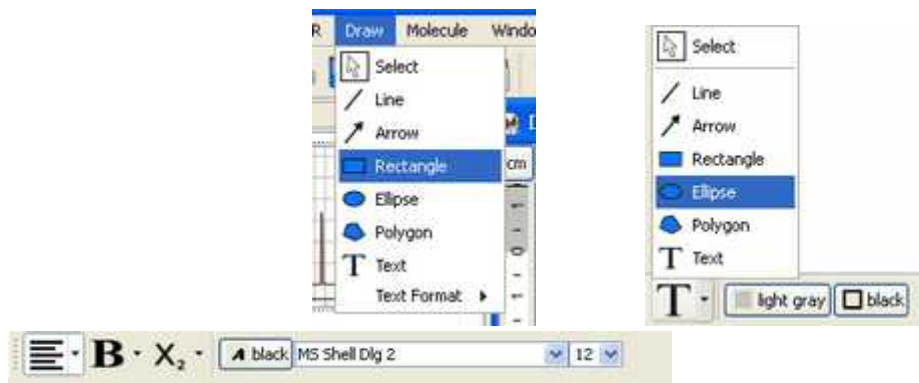 R Draw Molecule Windo
Select
Line
Arrow
Rectangle
cm
Ellipse
Polygon
T Text
Text Format
Select
Line
Arrow
Rectangle
Ellipse
Polygon
T Text
T light gray black
B X₂ A black MS Shell Dlg 2 12